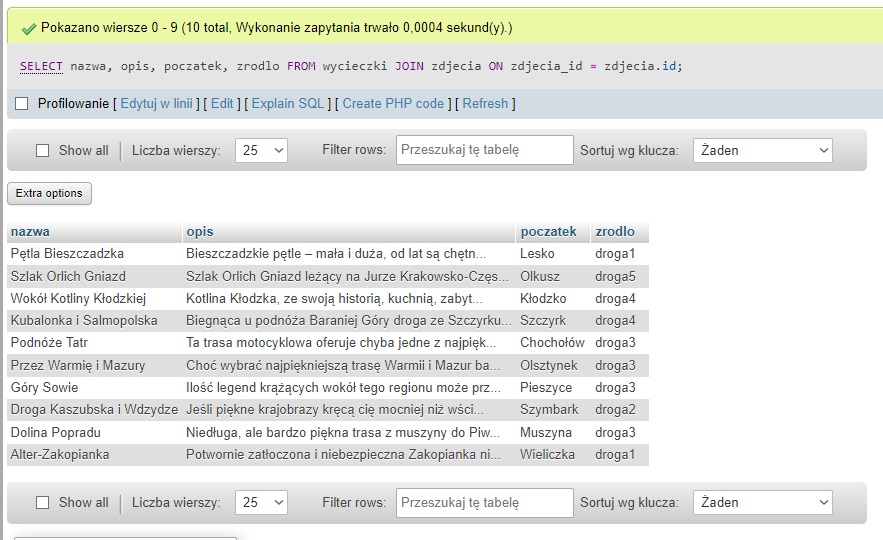 Pokazano wiersze 0 - 9 (10 total, Wykonanie zapytania trwało 0,0004 sekund(y).)
SELECT nazwa, opis, poczatek, zrodlo FROM wycieczki JOIN zdjecia ON zdjecia_id = zdjecia.id;
Profilowanie [ Edytuj w linii ] [ Edit ] [ Explain SQL ] [ Create PHP code ] [ Refresh ]
Show all | Liczba wierszy: 25 Filter rows: Przeszukaj tę tabelę Sortuj wg klucza: Żaden
Extra options
nazwa opis poczatek zrodlo
Pętla Bieszczadzka Bieszczadzkie pętle – mała i duża, od lat są chętn... Lesko droga1
Szlak Orlich Gniazd Szlak Orlich Gniazd leżący na Jurze Krakowsko-Częs... Olkusz droga5
Wokół Kotliny Kłodzkiej Kotlina Kłodzka, ze swoją historią, kuchnią, zabyt... Kłodzko droga4
Kubalonka i Salmopolska Biegnąca u podnóża Baraniej Góry droga ze Szczyrku... Szczyrk droga4
Podnóże Tatr Ta trasa motocyklowa oferuje chyba jedne z najpięk... Chochołów droga3
Przez Warmię i Mazury Choć wybrać najpiękniejszą trasę Warmii i Mazur ba... Olsztynek droga3
Góry Sowie Ilość legend krążących wokół tego regionu może prz... Pieszyce droga3
Droga Kaszubska i Wdzydze Jeśli piękne krajobrazy kręcą cię mocniej niż wści... Szymbark droga2
Dolina Popradu Niedługa, ale bardzo piękna trasa z muszyny do Piw... Muszyna droga3
Alter-Zakopianka Potwornie zatłoczona i niebezpieczna Zakopianka ni... Wieliczka droga1
Show all | Liczba wierszy: 25 Filter rows: Przeszukaj tę tabelę Sortuj wg klucza: Żaden